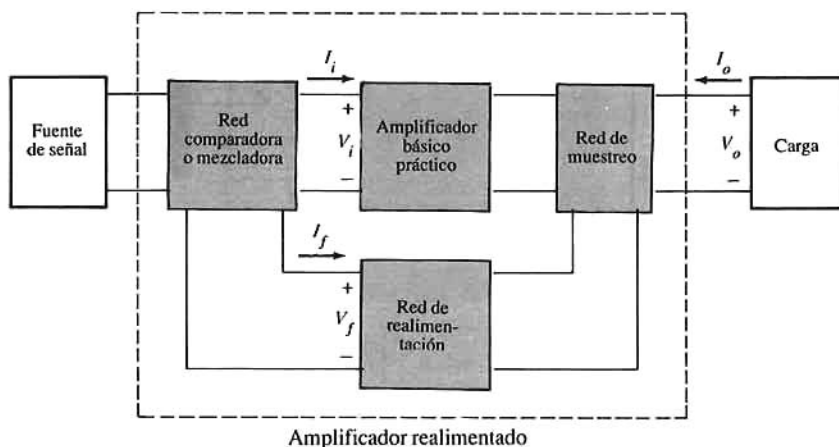 I_i
I_o
Fuente
de señal
Red
comparadora
o mezcladora
+
V_i
−
Amplificador
básico
práctico
Red de
muestreo
+
V_o
−
Carga
I_f
+
V_f
−
Red de
realimen-
tación
Amplificador realimentado